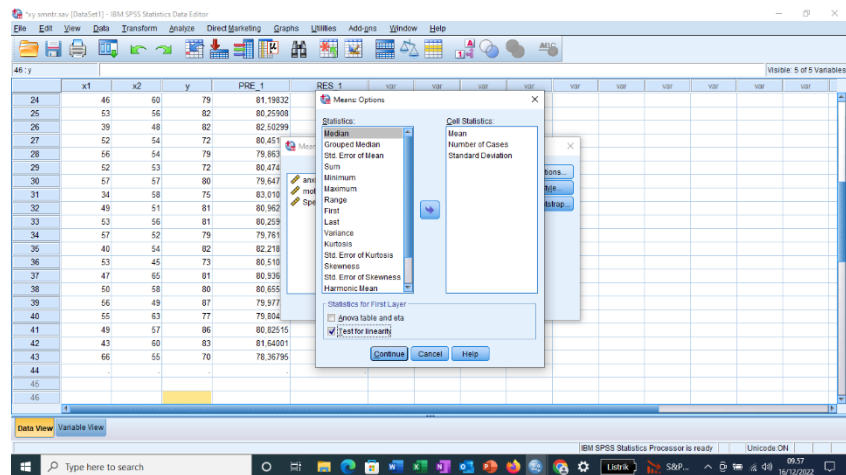 *xy smntr.sav [DataSet1] - IBM SPSS Statistics Data Editor
File Edit View Data Transform Analyze Direct Marketing Graphs Utilities Add-ons Window Help
46 : y
Visible: 5 of 5 Variables
x1 x2 y PRE_1 RES_1 var var var var var var var var var
24 46 60 79 81,19832
25 53 56 82 80,25908
26 39 48 82 82,50299
27 52 54 72 80,451
28 56 54 79 79,863
29 52 53 72 80,474
30 57 57 80 79,647
31 34 58 75 83,010
32 49 51 81 80,962
33 53 56 81 80,259
34 57 52 79 79,761
35 40 54 82 82,218
36 53 45 73 80,510
37 47 65 81 80,936
38 50 58 80 80,655
39 56 49 87 79,977
40 55 63 77 79,804
41 49 57 86 80,82515
42 43 60 83 81,64001
43 66 55 70 78,36795
44 . . . .
45
46
Mean
anx
mot
Spe
tions...
tyle...
tstrap...
Means: Options
Statistics:
Median
Grouped Median
Std. Error of Mean
Sum
Minimum
Maximum
Range
First
Last
Variance
Kurtosis
Std. Error of Kurtosis
Skewness
Std. Error of Skewness
Harmonic Mean
Cell Statistics:
Mean
Number of Cases
Standard Deviation
Statistics for First Layer
Anova table and eta
Test for linearity
Continue Cancel Help
Data View Variable View
IBM SPSS Statistics Processor is ready Unicode:ON
Type here to search
Listrik S&P... 09.57
16/12/2022